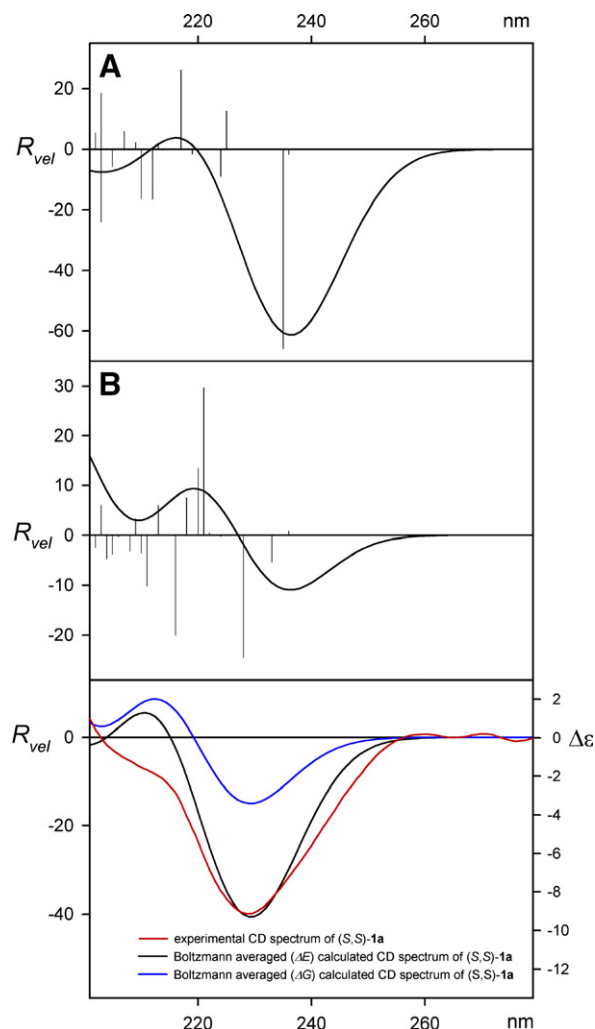 220 240 260 nm
A
20
0
-20
-40
-60
R_vel
B
30
20
10
0
-10
-20
R_vel
0
-20
-40
R_vel
2
0
-2
-4
-6
-8
-10
-12
Δε
experimental CD spectrum of (S,S)-1a
Boltzmann averaged (ΔE) calculated CD spectrum of (S,S)-1a
Boltzmann averaged (ΔG) calculated CD spectrum of (S,S)-1a
220 240 260 nm